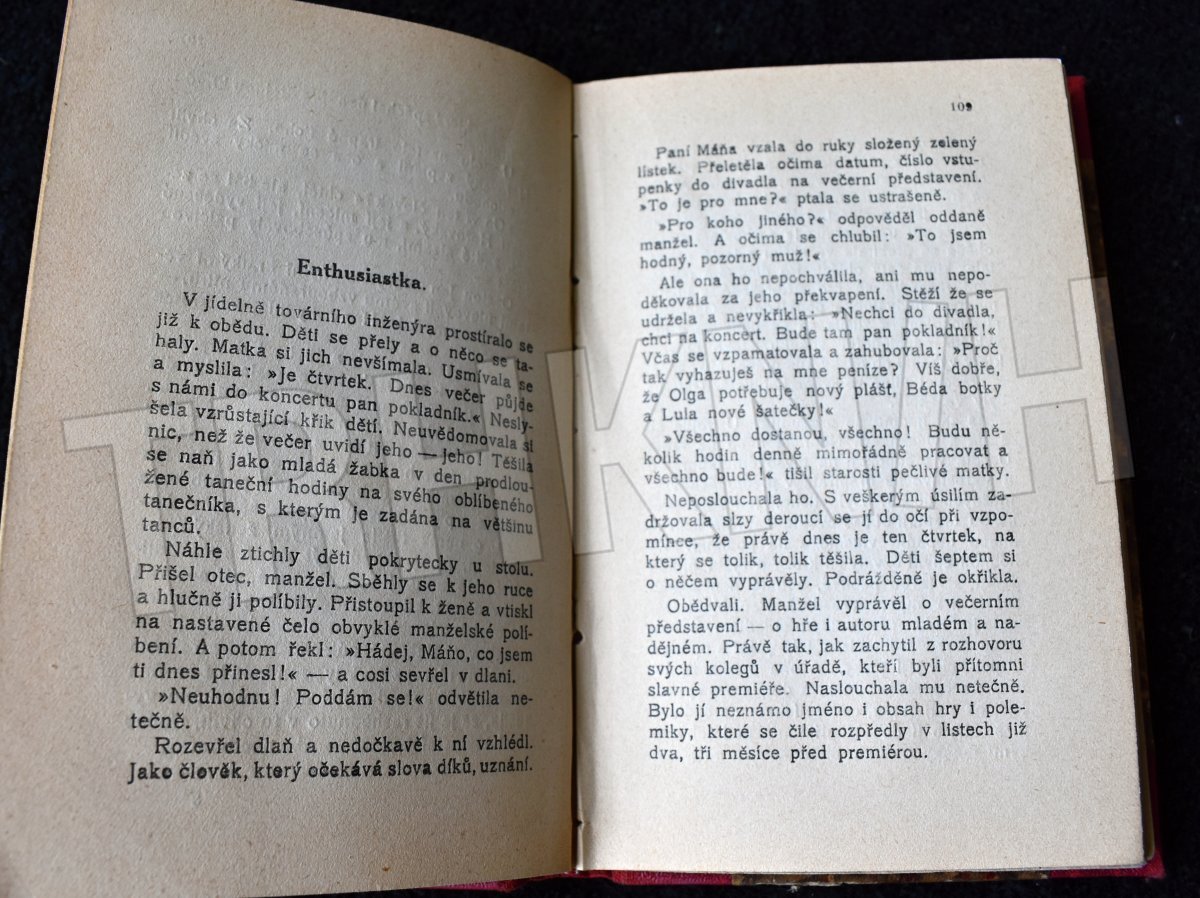 Enthusiastka.
V jídelně továrního inženýra prostíralo se
již k obědu. Děti se přely a o něco se ta-
haly. Matka si jich nevšímala. Usmívala se
a myslila: »Je čtvrtek. Dnes večer půjde
s námi do koncertu pan pokladník.« Nesly-
šela vzrůstající křik dětí. Neuvědomovala si
nic, než že večer uvidí jeho — jeho! Těšila
se naň jako mladá žabka v den prodlou-
žené taneční hodiny na svého oblíbeného
tanečníka, s kterým je zadána na většinu
tanců.
Náhle ztichly děti pokrytecky u stolu.
Přišel otec, manžel. Sběhly se k jeho ruce
a hlučně ji políbily. Přistoupil k ženě a vtiskl
na nastavené čelo obvyklé manželské polí-
bení. A potom řekl: »Hádej, Máňo, co jsem
ti dnes přinesl!« — a cosi sevřel v dlani.
»Neuhodnu! Poddám se!« odvětila ne-
tečně.
Rozevřel dlaň a nedočkavě k ní vzhlédl.
Jako člověk, který očekává slova díků, uznání.
109
Paní Máňa vzala do ruky složený zelený
lístek. Přeletěla očima datum, číslo vstu-
penky do divadla na večerní představení.
»To je pro mne?« ptala se ustrašeně.
»Pro koho jiného?« odpověděl oddaně
manžel. A očima se chlubil: »To jsem
hodný, pozorný muž!«
Ale ona ho nepochválila, ani mu nepo-
děkovala za jeho překvapení. Stěží že se
udržela a nevykřikla: »Nechci do divadla,
chci na koncert. Bude tam pan pokladník!«
Včas se vzpamatovala a zahubovala: »Proč
tak vyhazuješ na mne peníze? Víš dobře,
že Olga potřebuje nový plášť, Béda botky
a Lula nové šatečky!«
»Všechno dostanou, všechno! Budu ně-
kolik hodin denně mimořádně pracovat a
všechno bude!« tišil starosti pečlivé matky.
Neposlouchala ho. S veškerým úsilím za-
držovala slzy deroucí se jí do očí při vzpo-
mínce, že právě dnes je ten čtvrtek, na
který se tolik, tolik těšila. Děti šeptem si
o něčem vyprávěly. Podrážděně je okřikla.
Obědvali. Manžel vyprávěl o večerním
představení — o hře i autoru mladém a na-
dějném. Právě tak, jak zachytil z rozhovoru
svých kolegů v úřadě, kteří byli přítomni
slavné premiéře. Naslouchala mu netečně.
Bylo jí neznámo jméno i obsah hry i pole-
miky, které se čile rozpředly v listech již
dva, tři měsíce před premiérou.
TRHKNIH